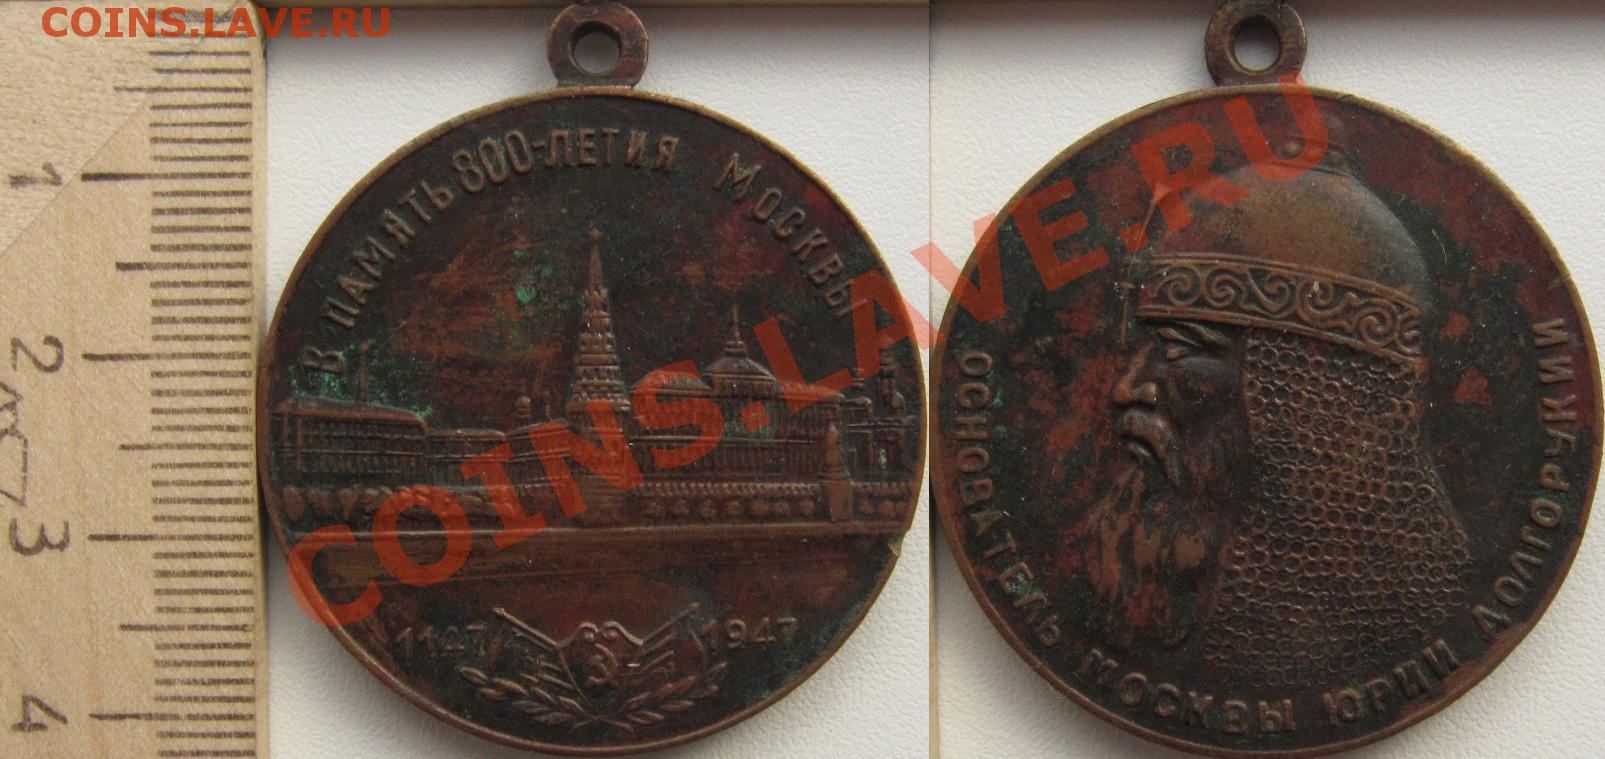 COINS.LAVE.RU
1
2
3
4
В ПАМЯТЬ 800-ЛЕТИЯ МОСКВЫ
1147 1947
ОСНОВАТЕЛЬ МОСКВЫ ЮРИЙ ДОЛГОРУКИЙ
COINS.LAVE.RU